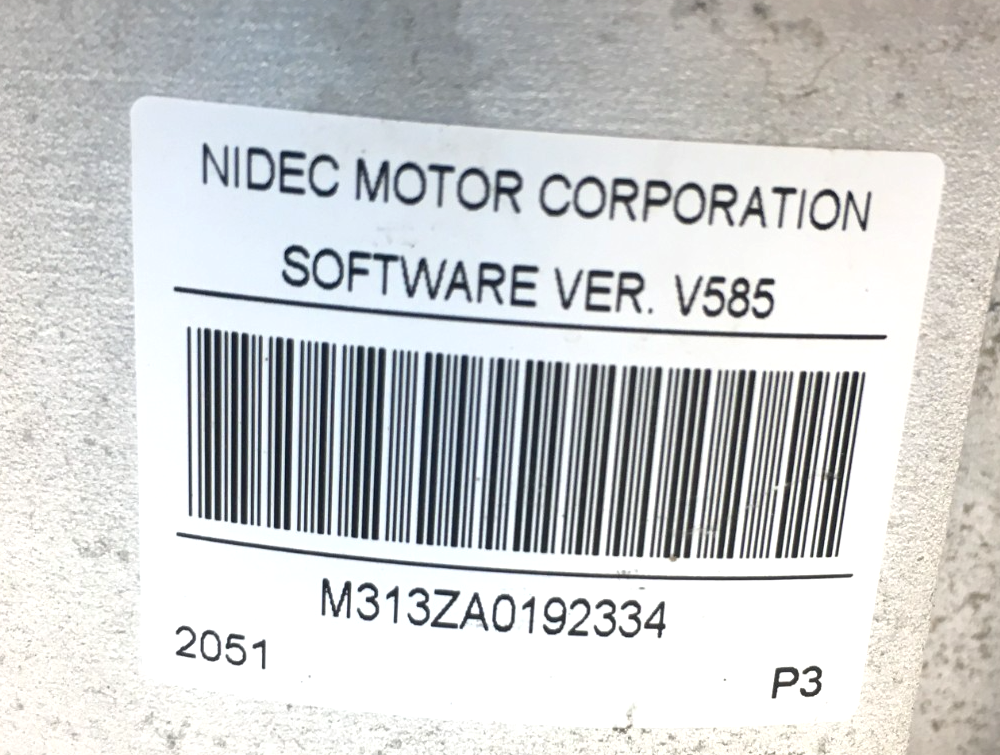 NIDEC MOTOR CORPORATION
SOFTWARE VER. V585
M313ZA0192334
2051
P3